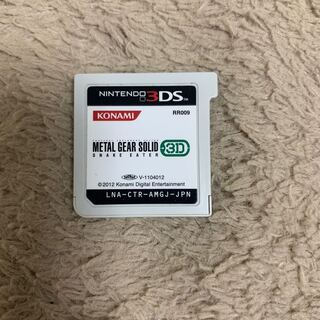 NINTENDO 3DS
KONAMI
RR009
METAL GEAR SOLID 3D
SNAKE EATER
V-1104012
©2012 Konami Digital Entertainment
LNA-CTR-AMGJ-JPN